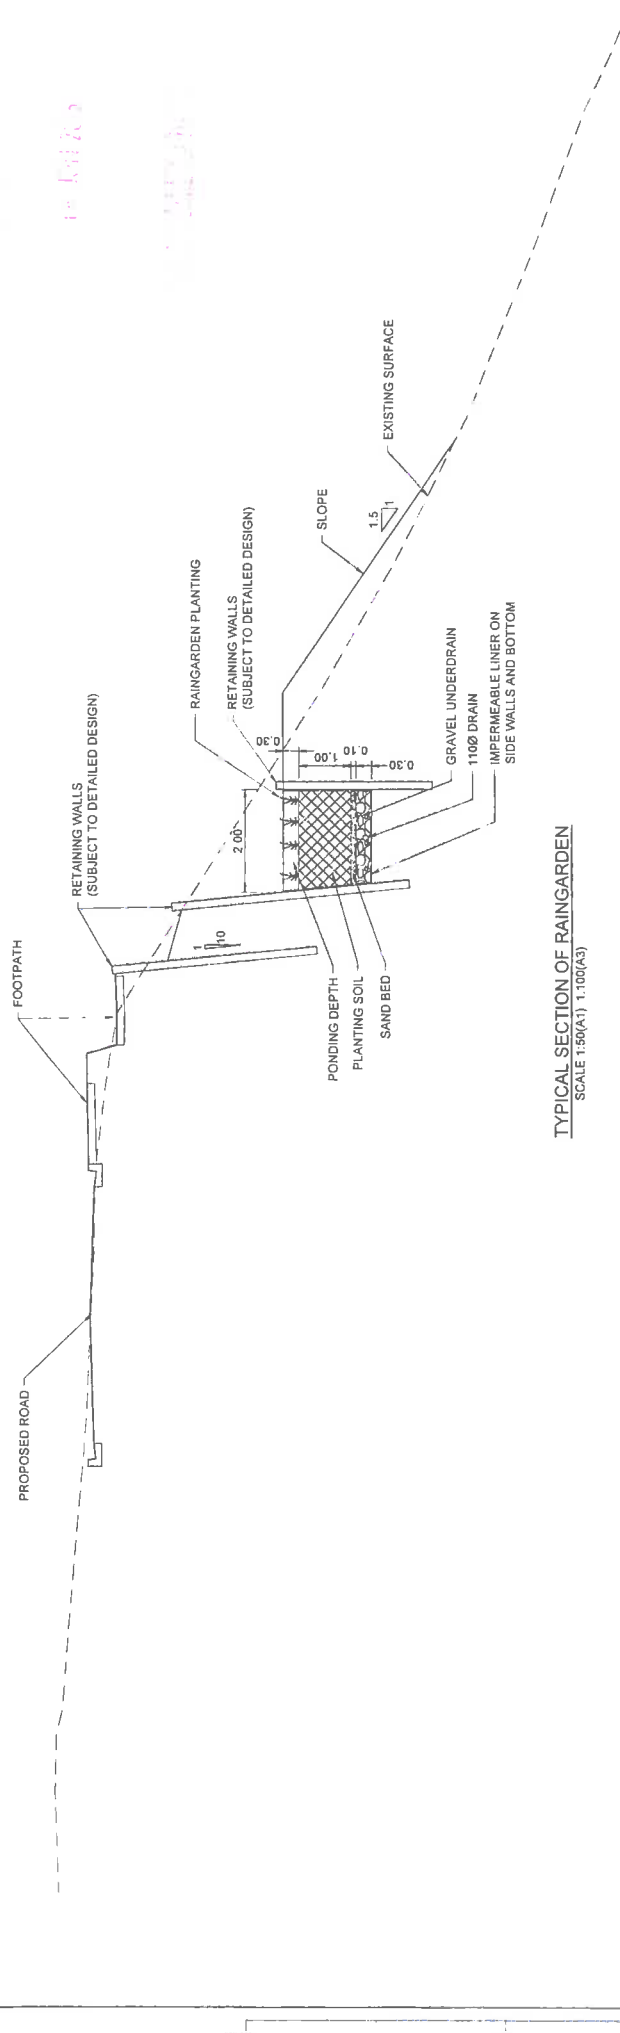 PROPOSED ROAD
FOOTPATH
RETAINING WALLS
(SUBJECT TO DETAILED DESIGN)
RAINGARDEN PLANTING
RETAINING WALLS
(SUBJECT TO DETAILED DESIGN)
SLOPE
EXISTING SURFACE
1.5
1
1
10
2.00
0.30
1.00
0.10
0.30
PONDING DEPTH
PLANTING SOIL
SAND BED
GRAVEL UNDERDRAIN
110Ø DRAIN
IMPERMEABLE LINER ON
SIDE WALLS AND BOTTOM
TYPICAL SECTION OF RAINGARDEN
SCALE 1:50(A1) 1:100(A3)